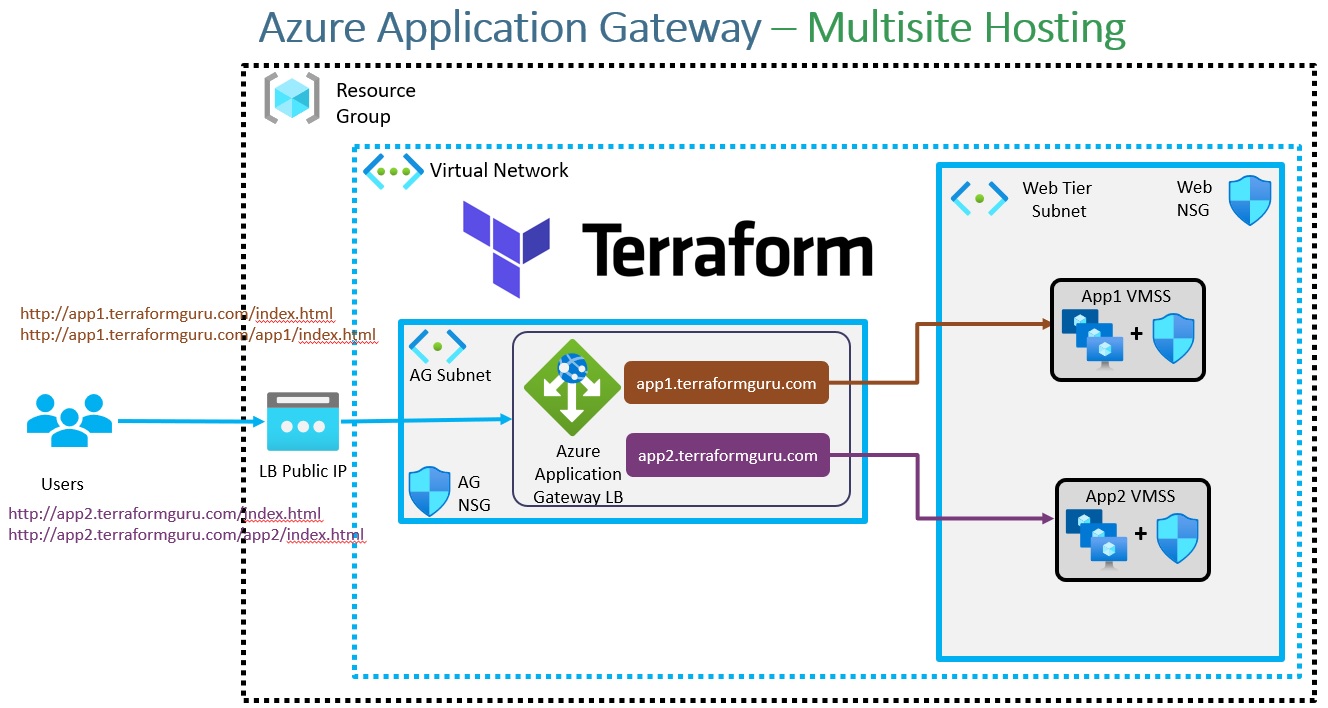 Azure Application Gateway – Multisite Hosting
Resource
Group
Virtual Network
Terraform
Web Tier
Subnet
Web
NSG
http://app1.terraformguru.com/index.html
http://app1.terraformguru.com/app1/index.html
AG Subnet
app1.terraformguru.com
app2.terraformguru.com
Azure
Application
Gateway LB
AG
NSG
App1 VMSS
+
App2 VMSS
+
LB Public IP
Users
http://app2.terraformguru.com/index.html
http://app2.terraformguru.com/app2/index.html